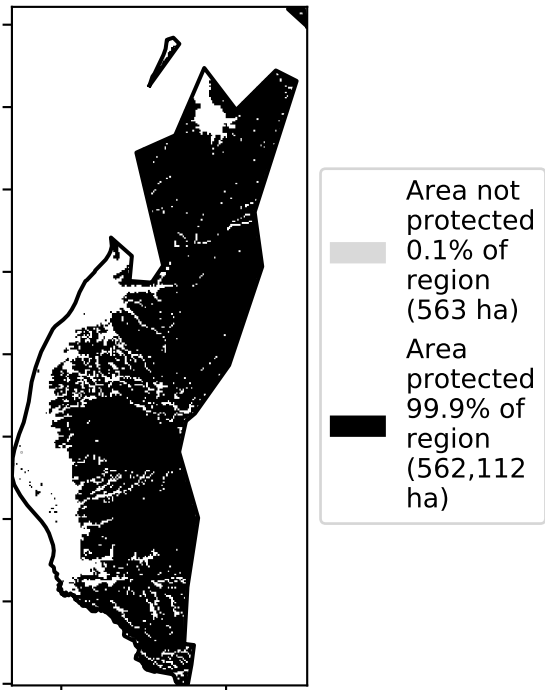 Area not
protected
0.1% of
region
(563 ha)
Area
protected
99.9% of
region
(562,112
ha)